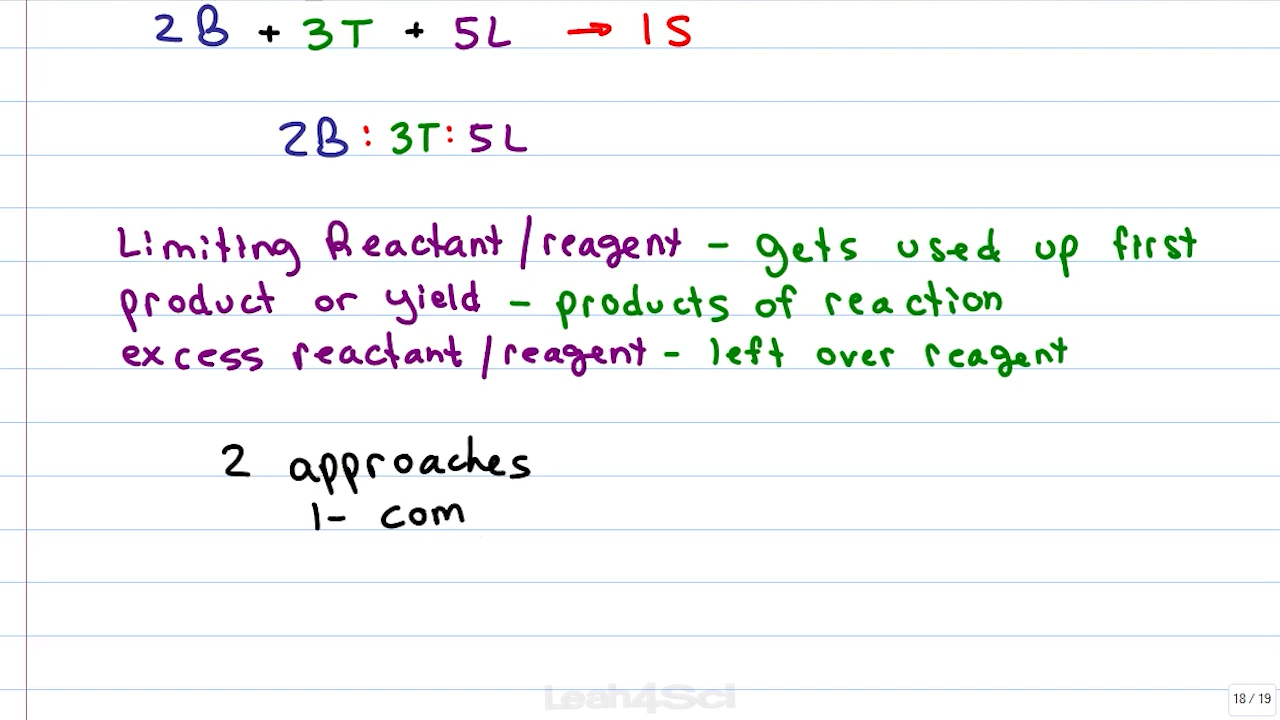 2B + 3T + 5L → 1S
2B : 3T : 5L
Limiting Reactant/reagent - gets used up first
product or yield - products of reaction
excess reactant/reagent - left over reagent
2 approaches
1- com
Leah4Sci
18 / 19